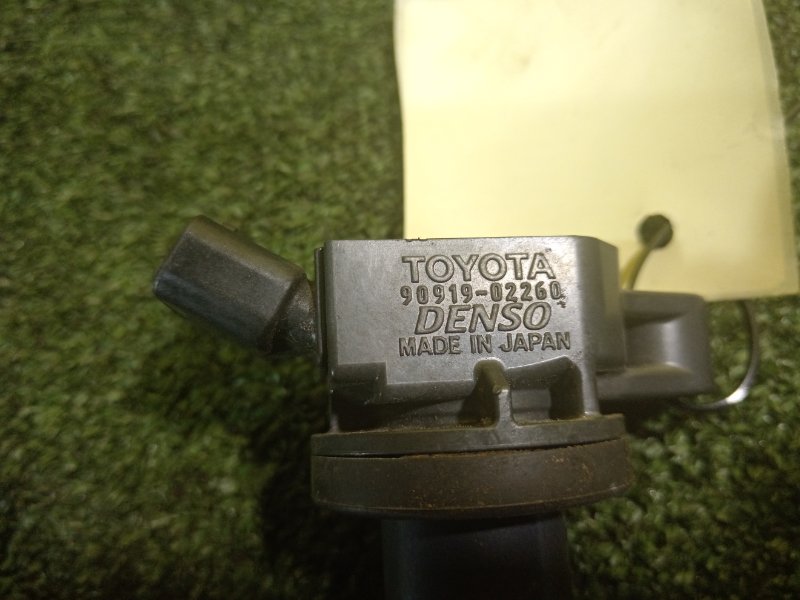 TOYOTA
90919-02260
DENSO
MADE IN JAPAN